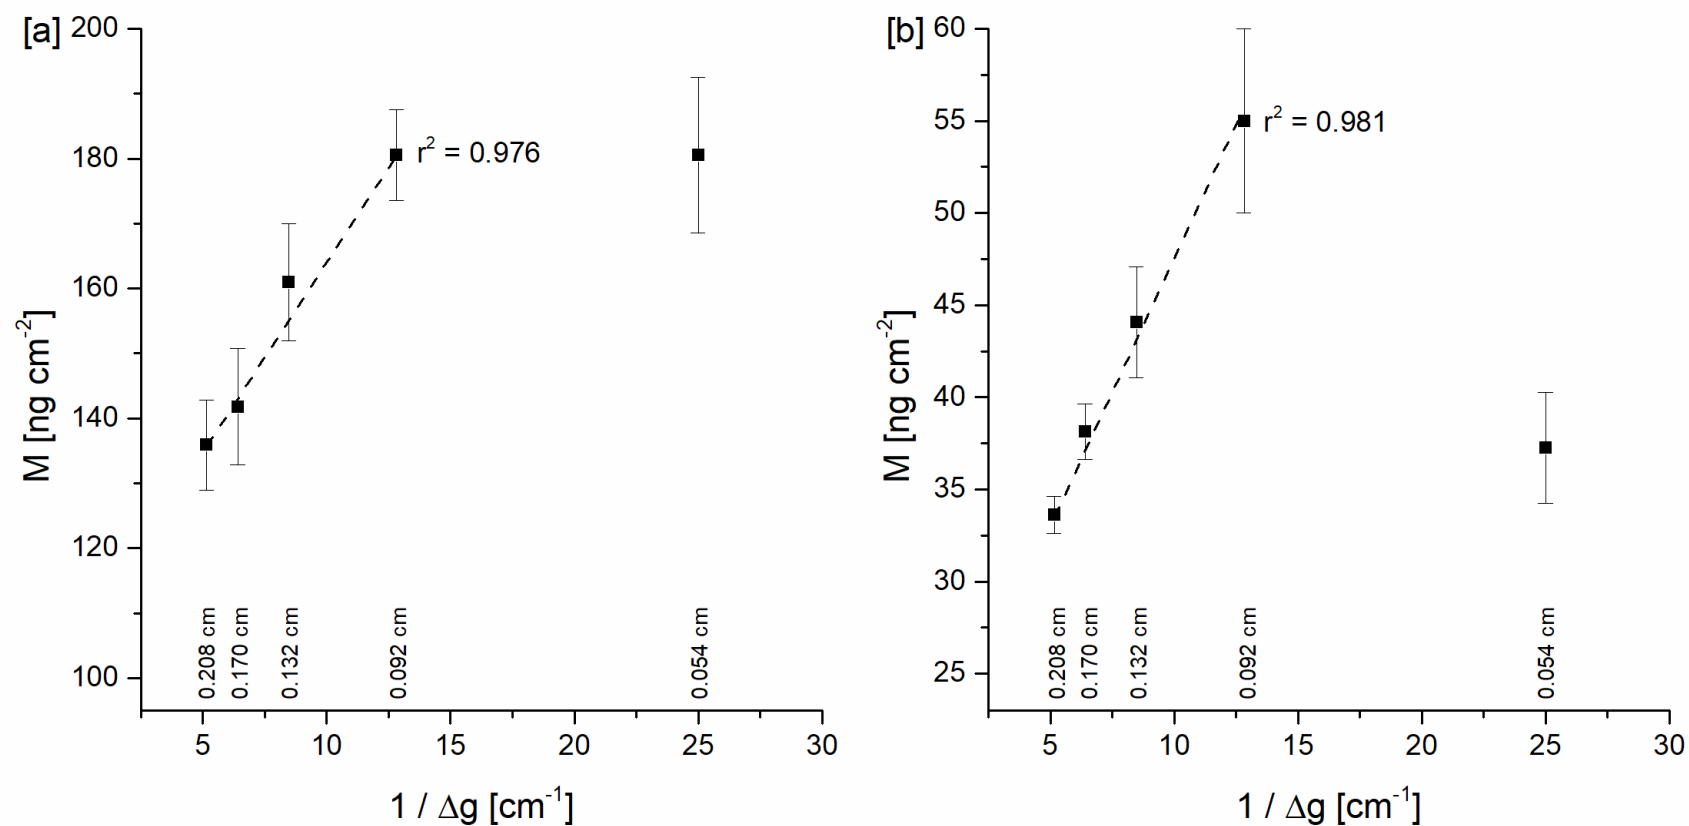 [a]
200
180
160
140
120
100
M [ng cm⁻²]
r² = 0.976
0.208 cm
0.170 cm
0.132 cm
0.092 cm
0.054 cm
5 10 15 20 25 30
1 / Δg [cm⁻¹]
[b]
60
55
50
45
40
35
30
25
M [ng cm⁻²]
r² = 0.981
0.208 cm
0.170 cm
0.132 cm
0.092 cm
0.054 cm
5 10 15 20 25 30
1 / Δg [cm⁻¹]